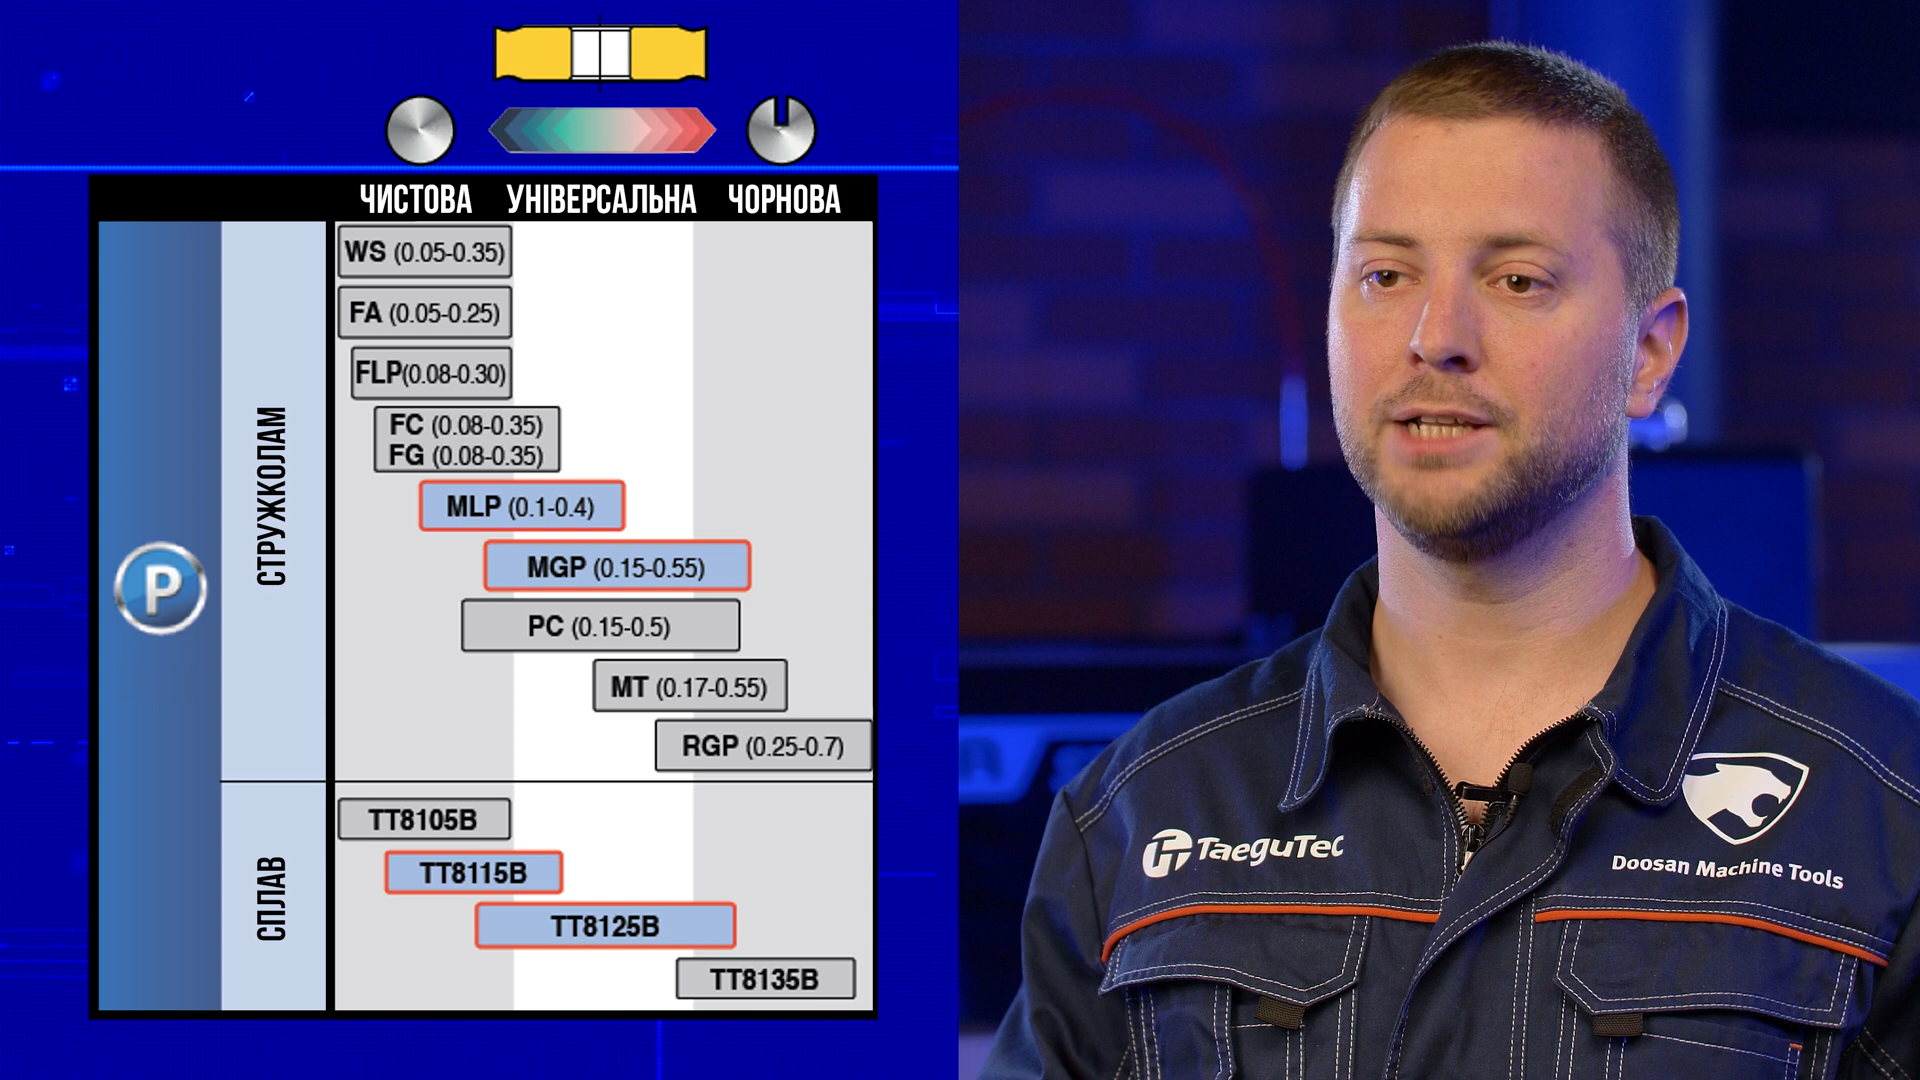 ЧИСТОВА УНІВЕРСАЛЬНА ЧОРНОВА
P
СТРУЖКОЛАМ
WS (0.05-0.35)
FA (0.05-0.25)
FLP(0.08-0.30)
FC (0.08-0.35)
FG (0.08-0.35)
MLP (0.1-0.4)
MGP (0.15-0.55)
PC (0.15-0.5)
MT (0.17-0.55)
RGP (0.25-0.7)
СПЛАВ
TT8105B
TT8115B
TT8125B
TT8135B
TaeguTec
Doosan Machine Tools